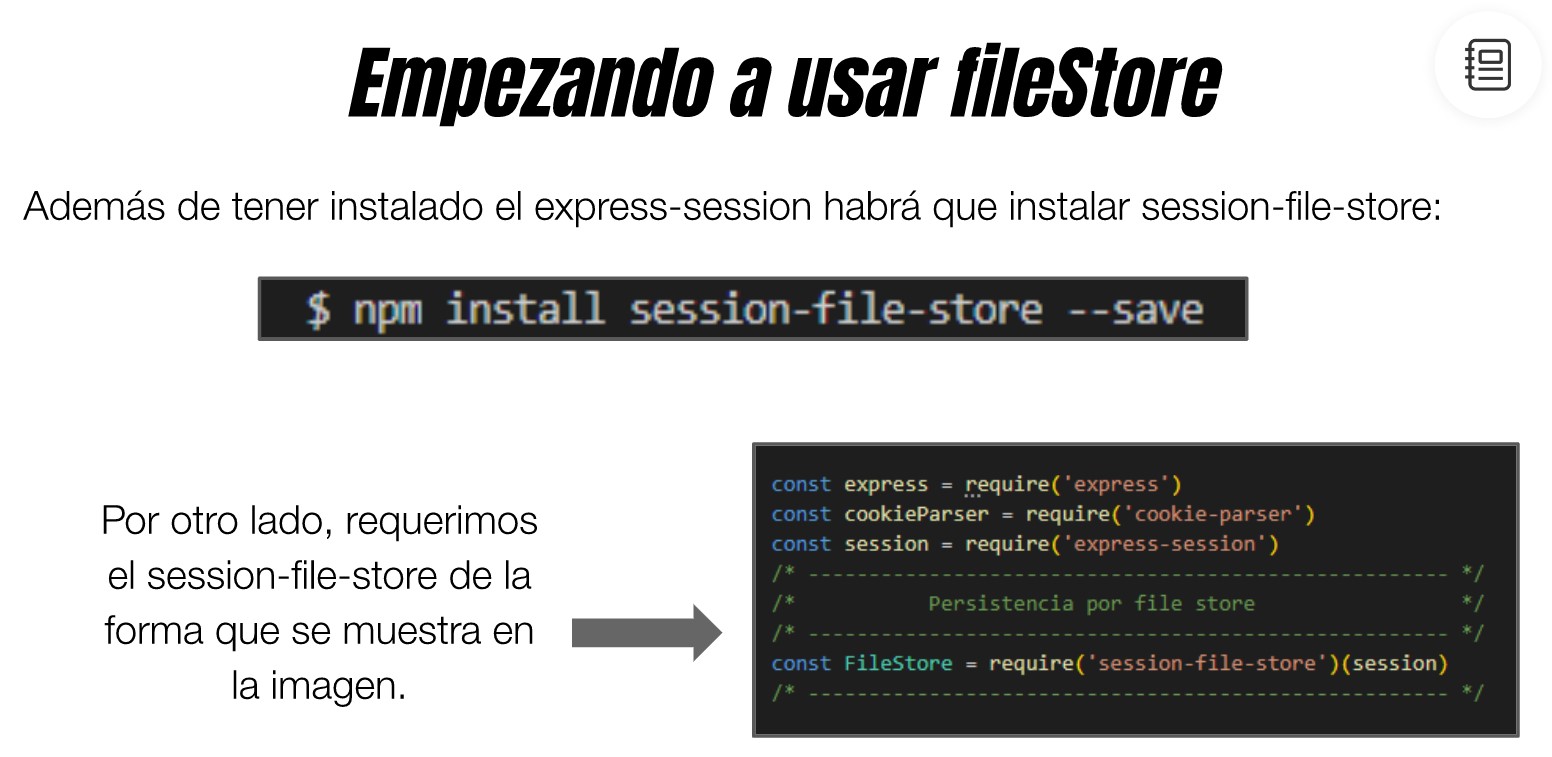 Empezando a usar fileStore
Además de tener instalado el express-session habrá que instalar session-file-store:
$ npm install session-file-store --save
Por otro lado, requerimos
el session-file-store de la
forma que se muestra en
la imagen.
const express = require('express')
const cookieParser = require('cookie-parser')
const session = require('express-session')
/* ----------------------------------------------------- */
/*           Persistencia por file store                 */
/* ----------------------------------------------------- */
const FileStore = require('session-file-store')(session)
/* ----------------------------------------------------- */